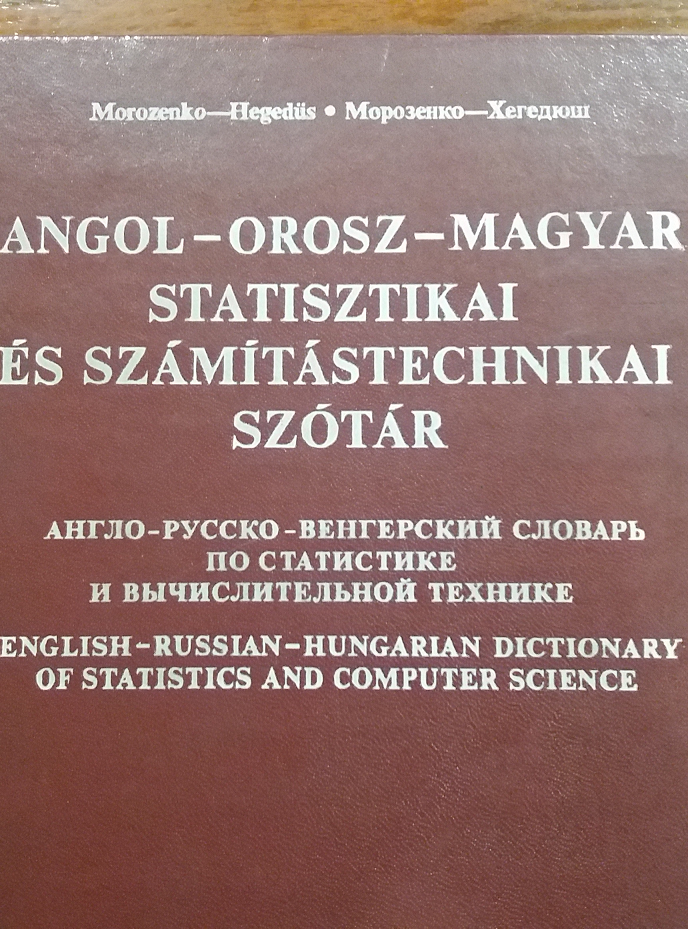 Morozenko—Hegedüs • Морозенко—Хегедюш
ANGOL-OROSZ-MAGYAR
STATISZTIKAI
ÉS SZÁMÍTÁSTECHNIKAI
SZÓTÁR
АНГЛО-РУССКО-ВЕНГЕРСКИЙ СЛОВАРЬ
ПО СТАТИСТИКЕ
И ВЫЧИСЛИТЕЛЬНОЙ ТЕХНИКЕ
ENGLISH-RUSSIAN-HUNGARIAN DICTIONARY
OF STATISTICS AND COMPUTER SCIENCE